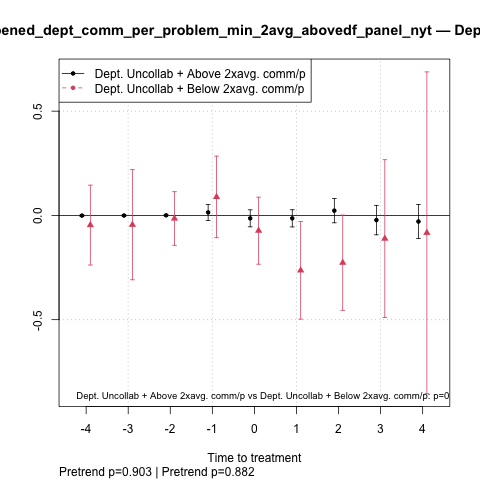 ened_dept_comm_per_problem_min_2avg_abovedf_panel_nyt — Dep
Dept. Uncollab + Above 2xavg. comm/p
Dept. Uncollab + Below 2xavg. comm/p
0.5
0.0
-0.5
Dept. Uncollab + Above 2xavg. comm/p vs Dept. Uncollab + Below 2xavg. comm/p: p=0
-4 -3 -2 -1 0 1 2 3 4
Time to treatment
Pretrend p=0.903 | Pretrend p=0.882